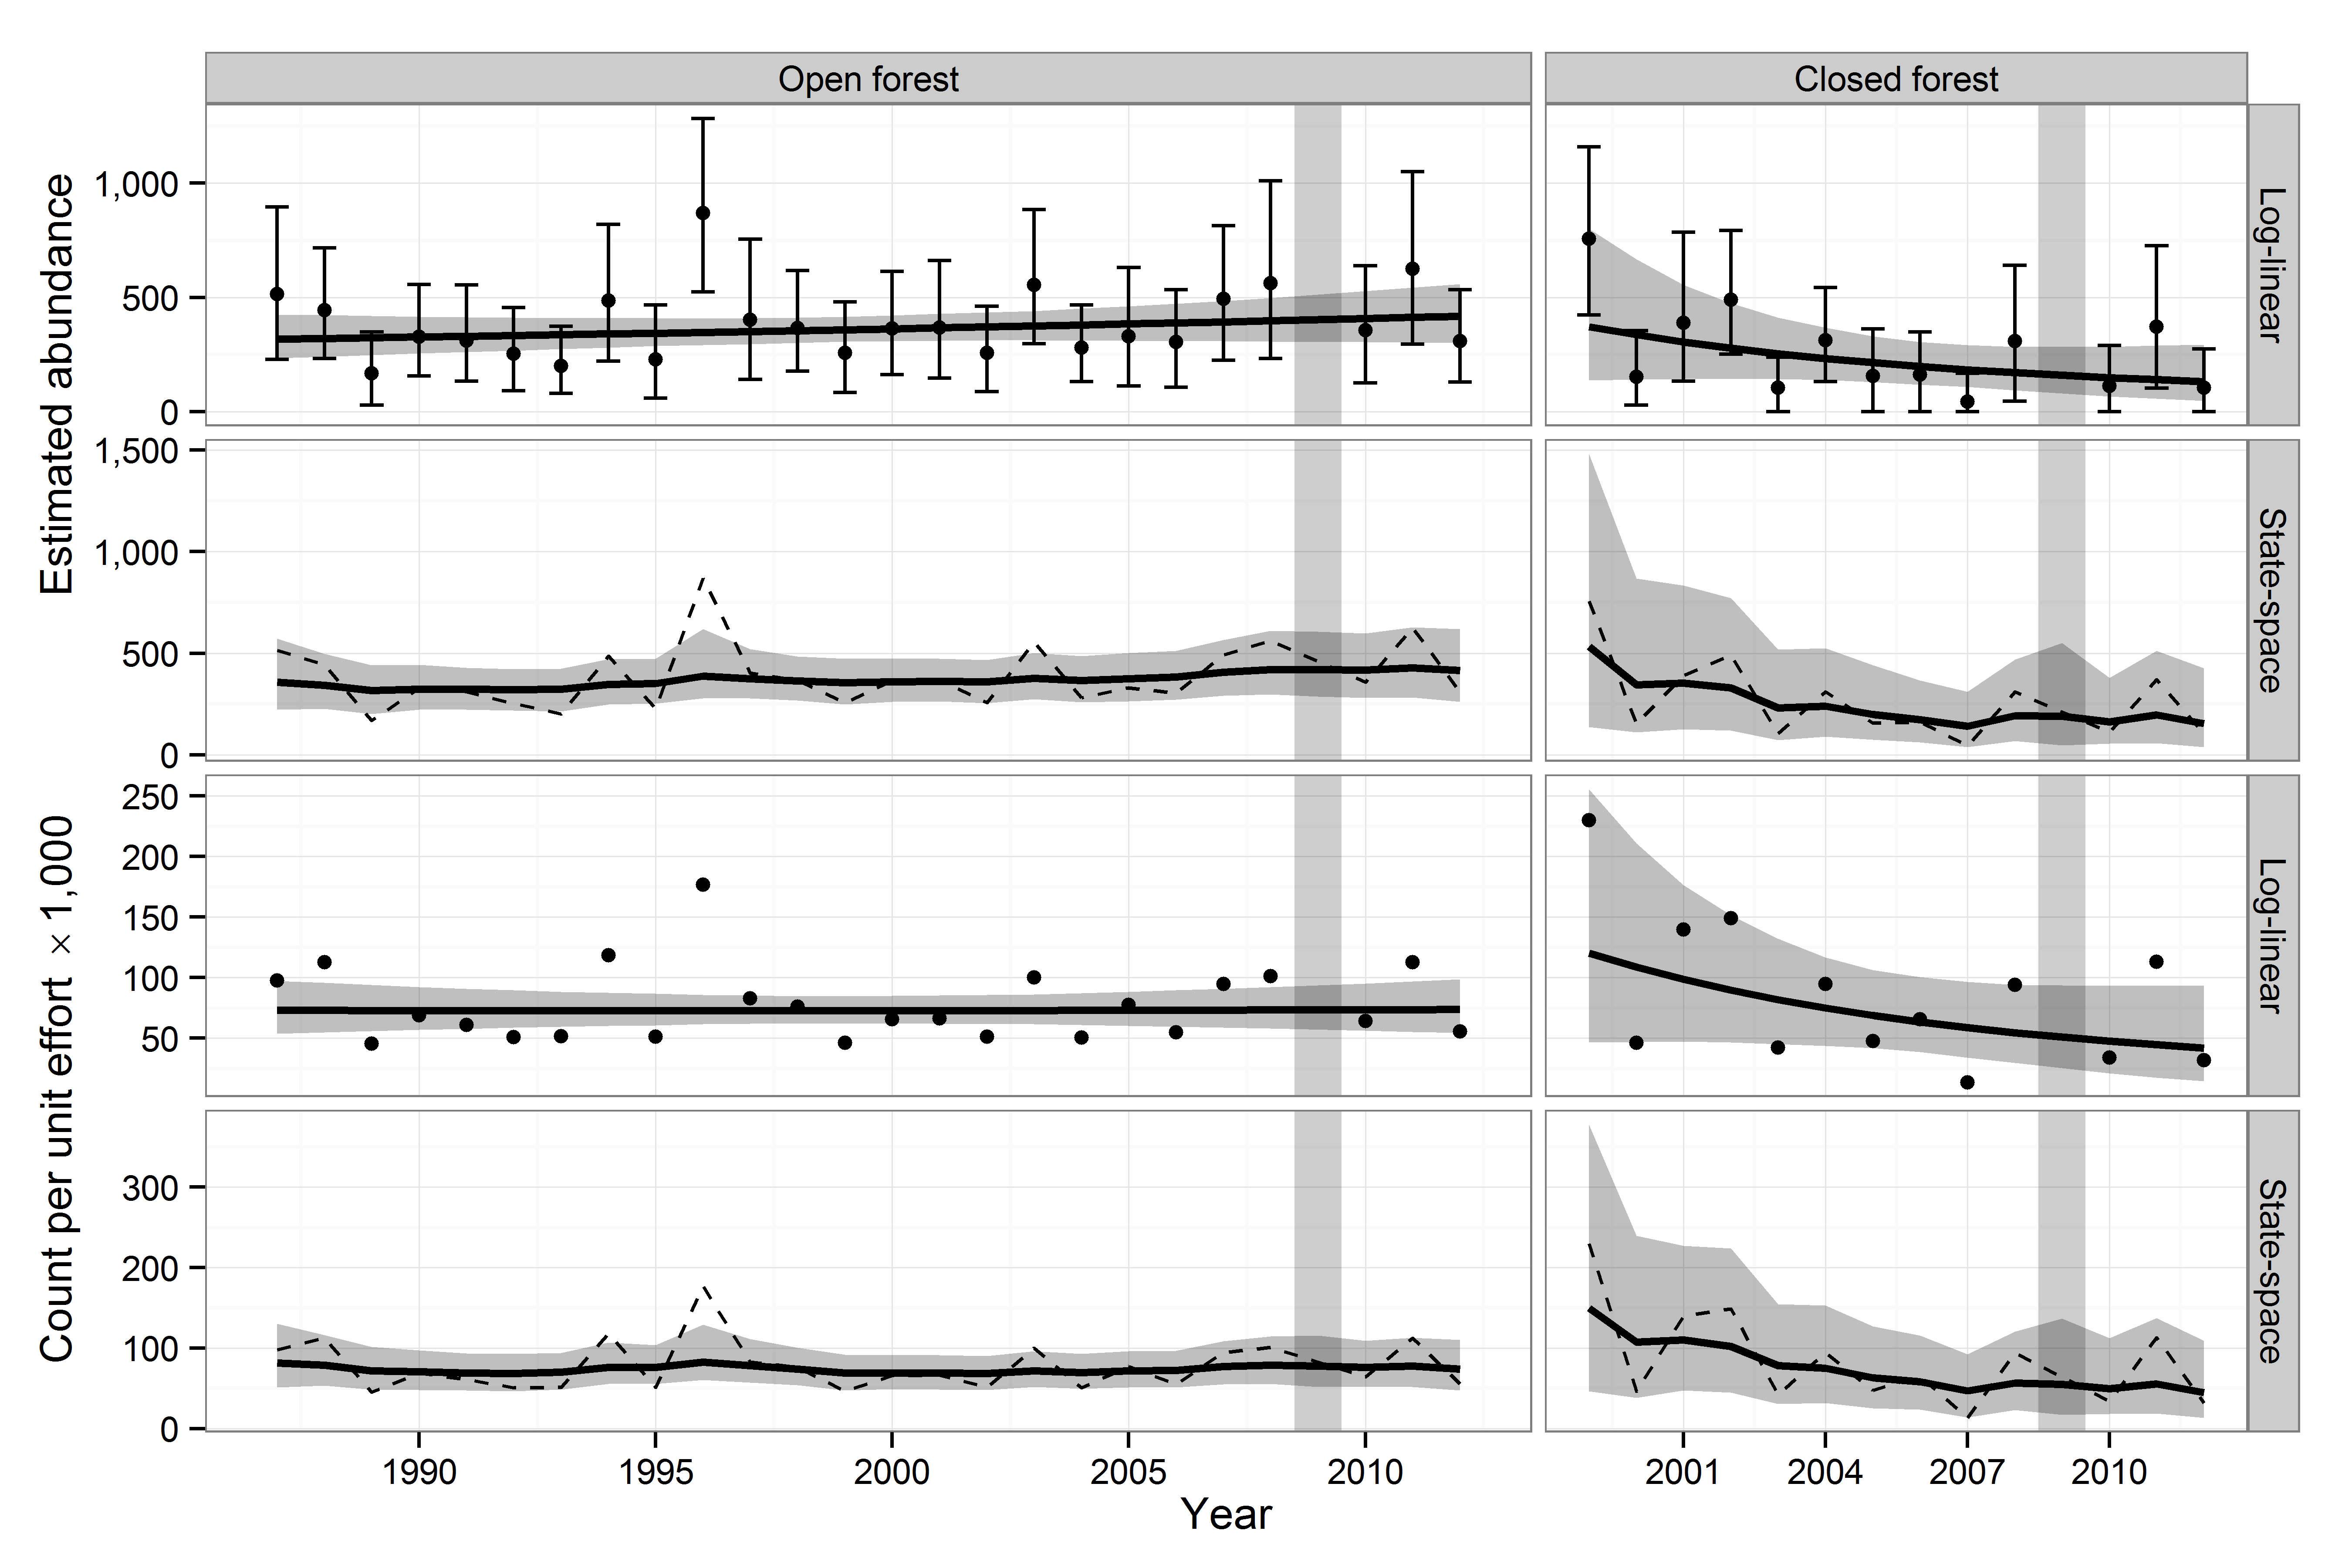 Open forest
Closed forest
Estimated abundance
1,000
500
0
Log-linear
1,500
1,000
500
0
State-space
Count per unit effort × 1,000
250
200
150
100
50
Log-linear
300
200
100
0
State-space
1990
1995
2000
2005
2010
2001
2004
2007
2010
Year